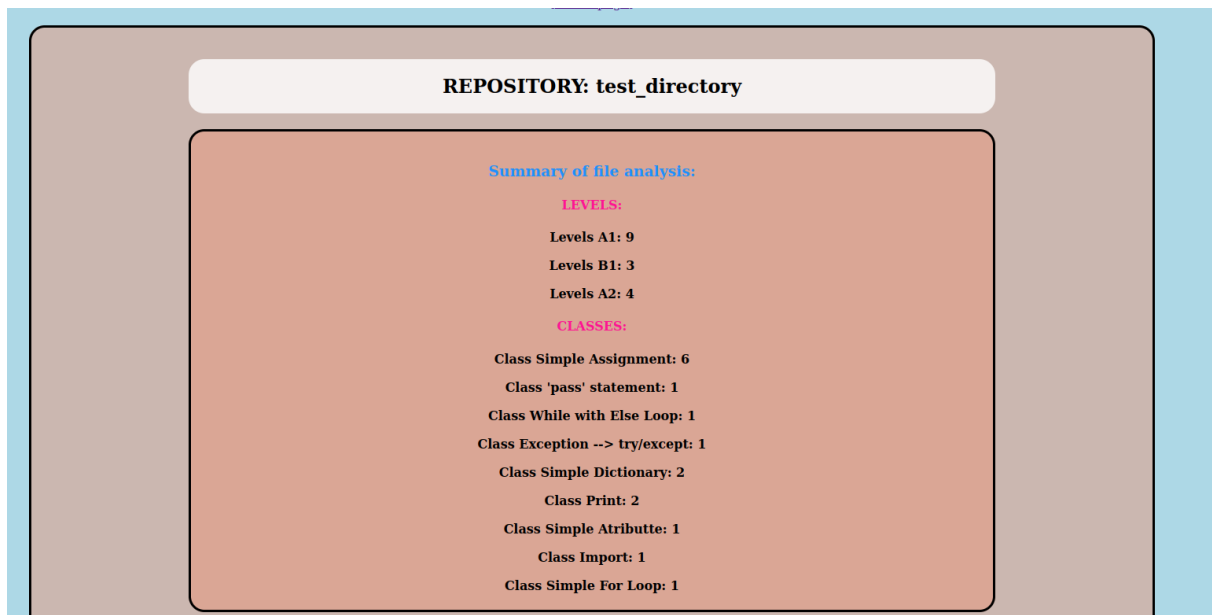 REPOSITORY: test_directory
Summary of file analysis:
LEVELS:
Levels A1: 9
Levels B1: 3
Levels A2: 4
CLASSES:
Class Simple Assignment: 6
Class 'pass' statement: 1
Class While with Else Loop: 1
Class Exception --> try/except: 1
Class Simple Dictionary: 2
Class Print: 2
Class Simple Atributte: 1
Class Import: 1
Class Simple For Loop: 1